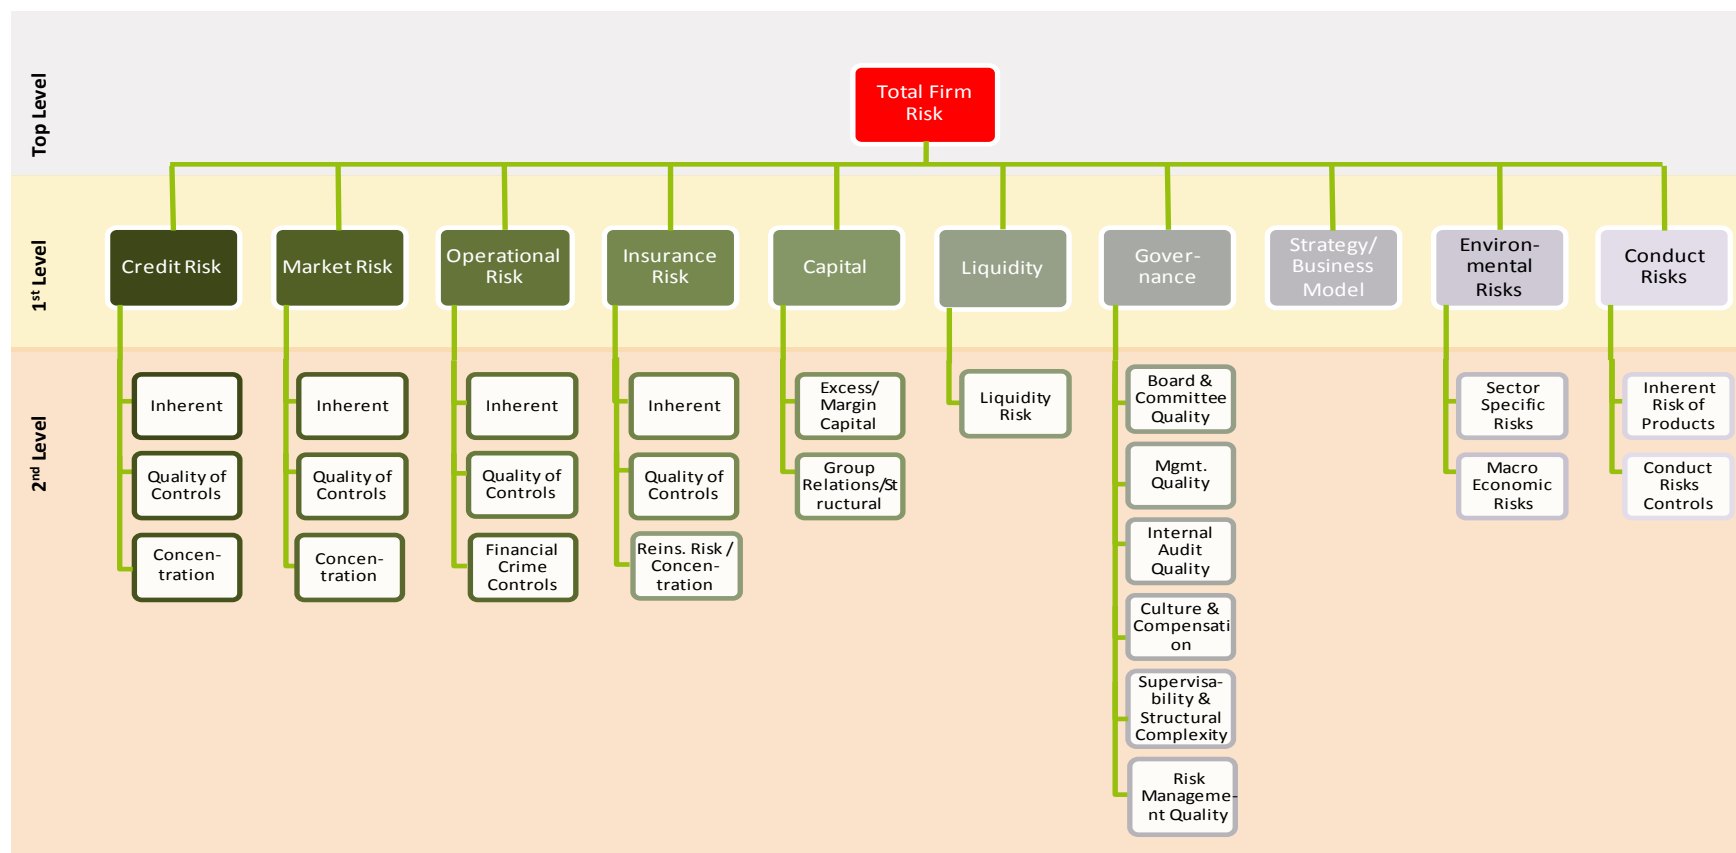 Top Level
Total Firm
Risk
1st Level
Credit Risk
Market Risk
Operational
Risk
Insurance
Risk
Capital
Liquidity
Gover-
nance
Strategy/
Business
Model
Environ-
mental
Risks
Conduct
Risks
2nd Level
Inherent
Quality of
Controls
Concen-
tration
Inherent
Quality of
Controls
Concen-
tration
Inherent
Quality of
Controls
Financial
Crime
Controls
Inherent
Quality of
Controls
Reins. Risk /
Concen-
tration
Excess/
Margin
Capital
Group
Relations/St
ructural
Liquidity
Risk
Board &
Committee
Quality
Mgmt.
Quality
Internal
Audit
Quality
Culture &
Compensati
on
Supervisa-
bility &
Structural
Complexity
Risk
Manageme-
nt Quality
Sector
Specific
Risks
Macro
Economic
Risks
Inherent
Risk of
Products
Conduct
Risks
Controls